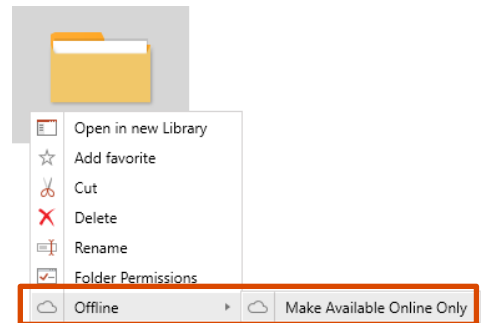 Open in new Library
Add favorite
Cut
Delete
Rename
Folder Permissions
Offline Make Available Online Only